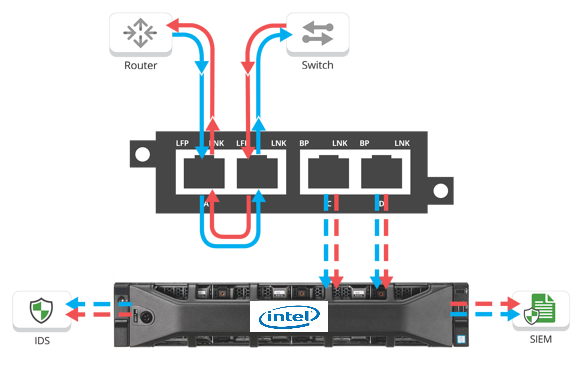 Router
Switch
LFP LNK LFP LNK BP LNK BP LNK
A C D
intel
IDS
SIEM